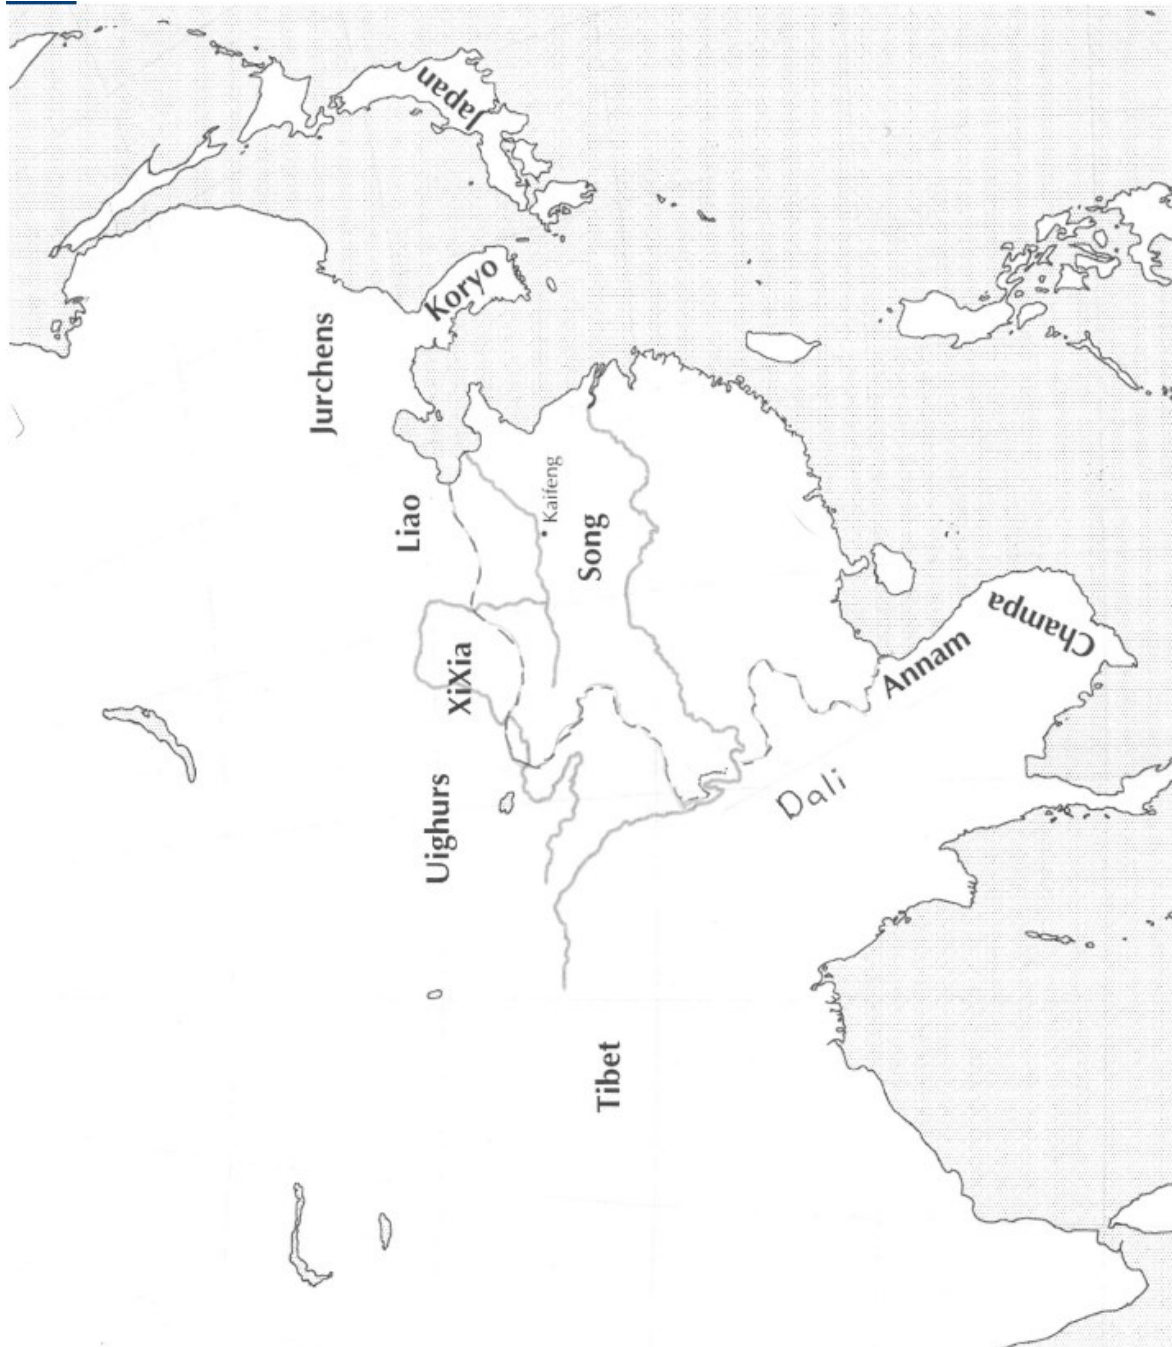 Japan
Koryo
Jurchens
Liao
Kaifeng
Song
XiXia
Uighurs
Annam
Champa
Dali
Tibet